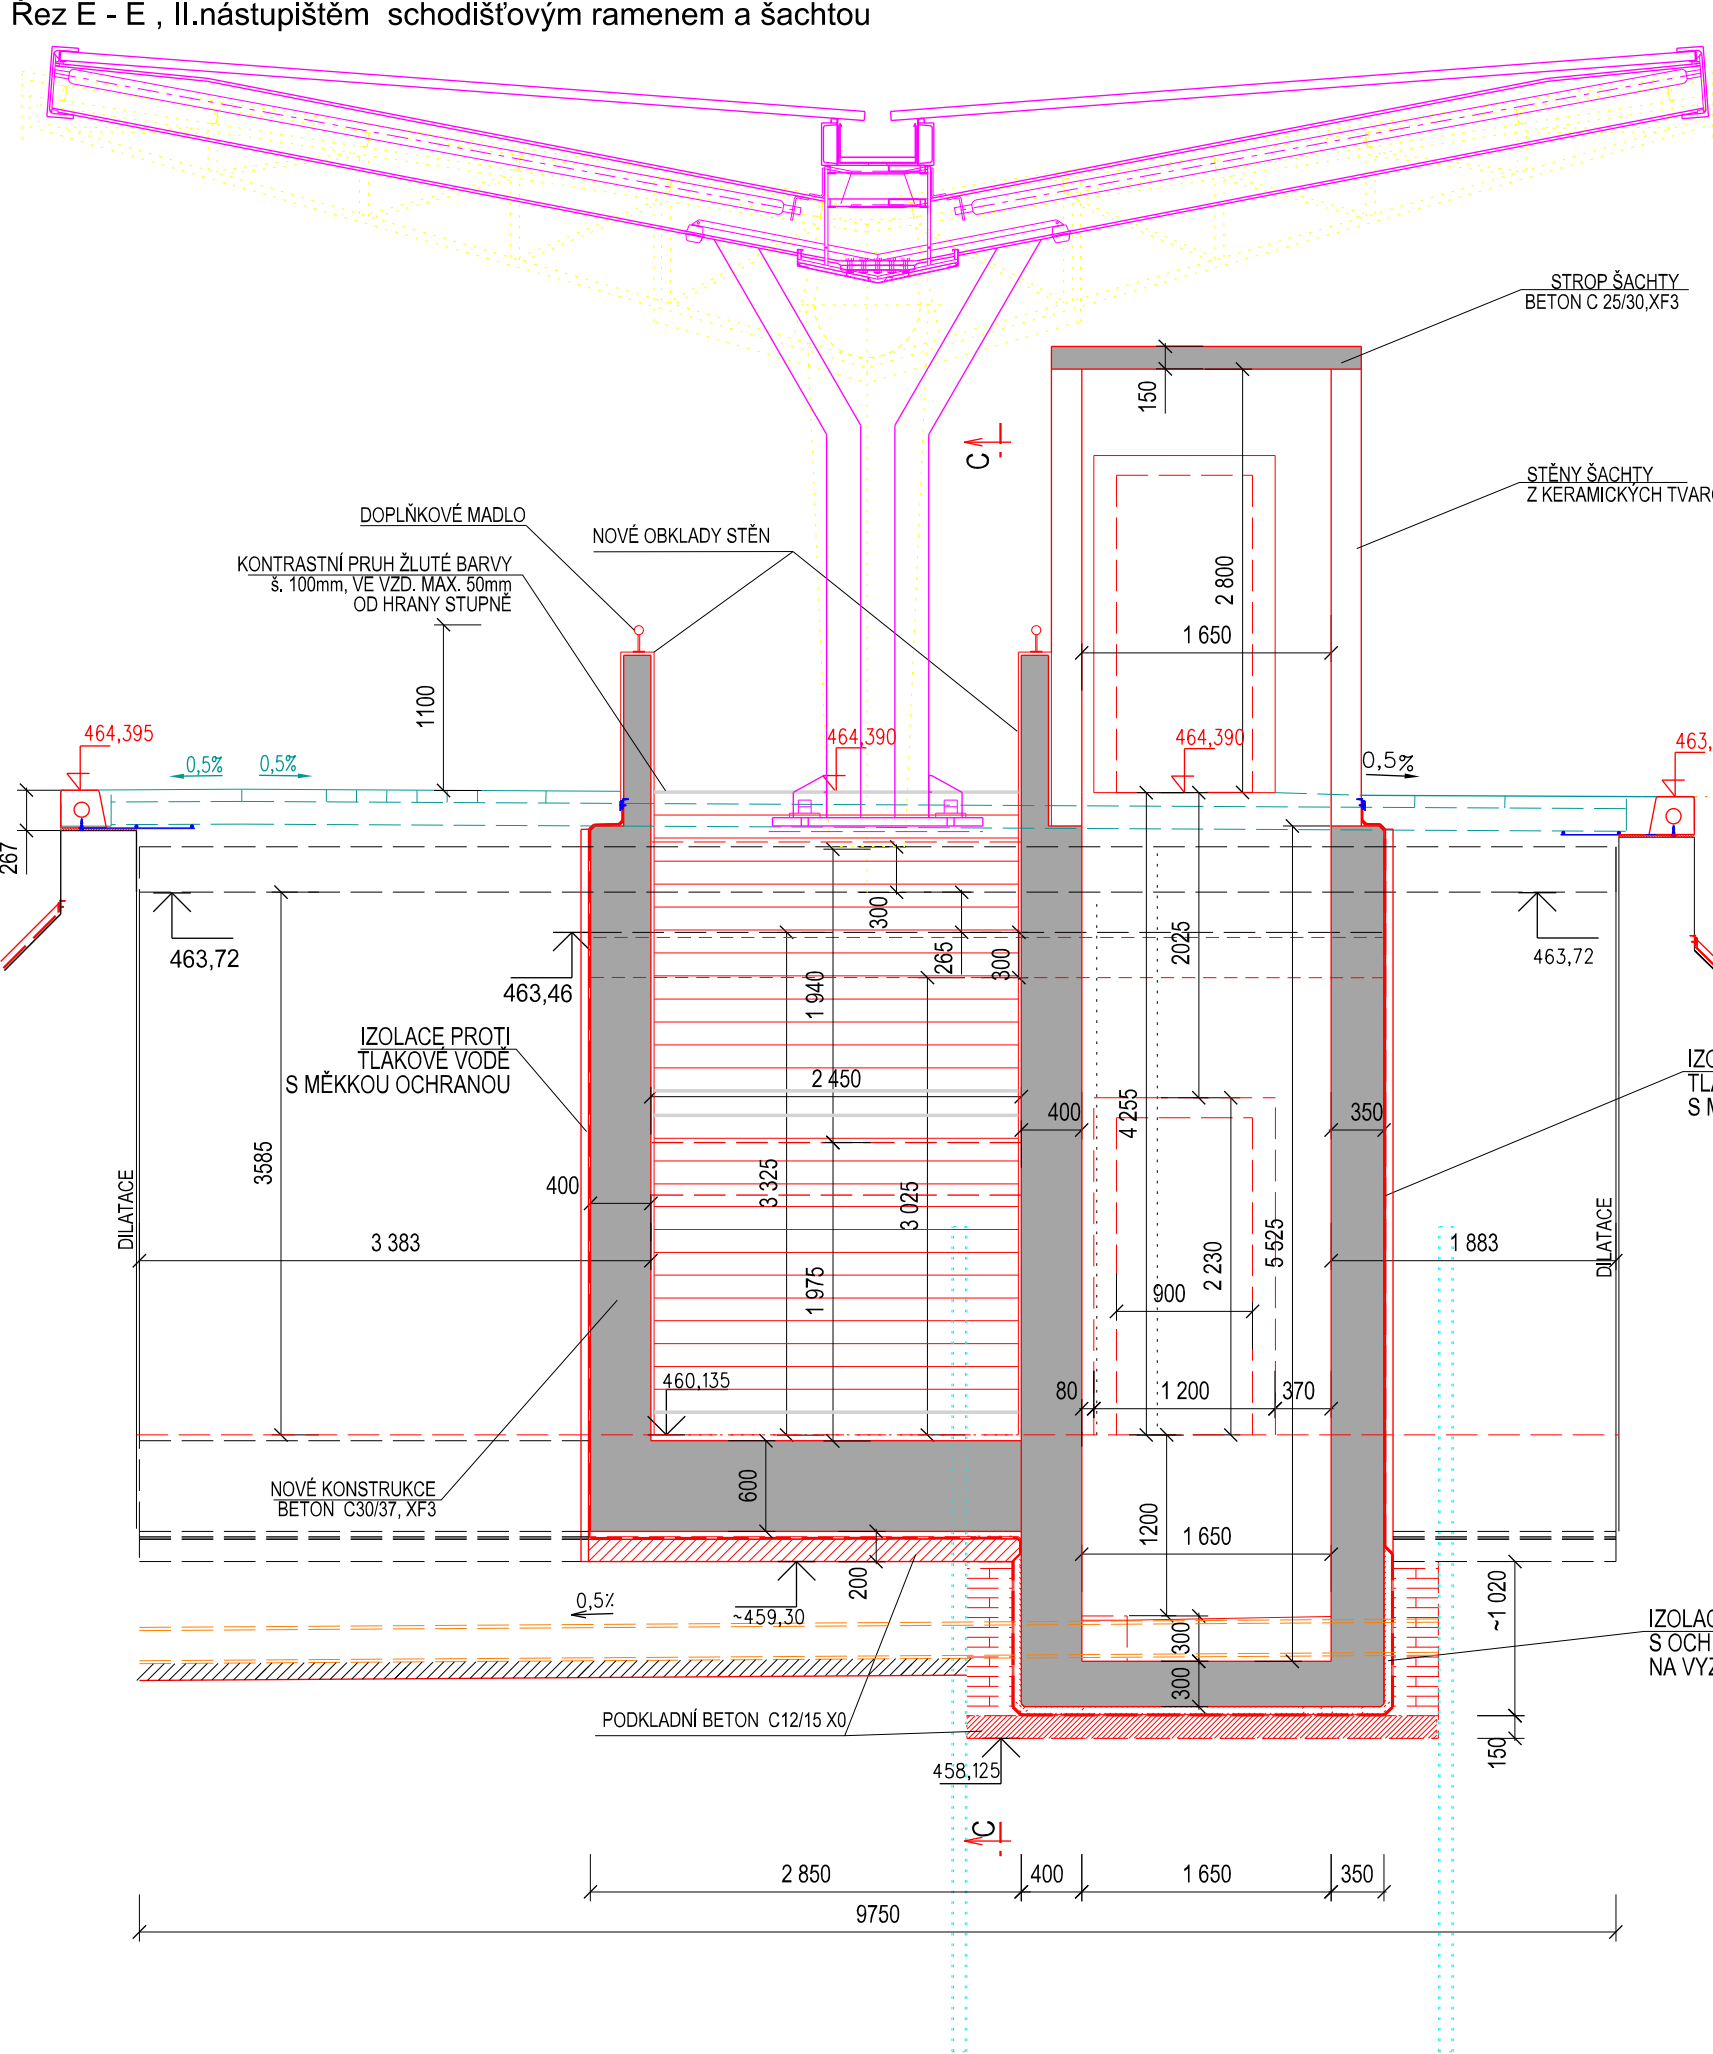 Řez E - E , II.nástupištěm  schodišťovým ramenem a šachtou
STROP ŠACHTY
BETON C 25/30,XF3
150
C
STĚNY ŠACHTY
Z KERAMICKÝCH
DOPLŇKOVÉ MADLO
NOVÉ OBKLADY STĚN
KONTRASTNÍ PRUH ŽLUTÉ BARVY
š. 100mm, VE VZD. MAX. 50mm
OD HRANY STUPNĚ
2 800
1 650
1100
464,395
464,390
464,390
463,
0,5%
0,5%
0,5%
267
300
265
300
2025
463,72
463,46
463,72
1 940
IZOLACE PROTI
TLAKOVÉ VODĚ
S MĚKKOU OCHRANOU
2 450
400
4 255
350
3585
3 325
3 025
400
DILATACE
DILATACE
3 383
1 883
2 230
5 525
1 975
900
460,135
80
1 200
370
NOVÉ KONSTRUKCE
BETON  C30/37, XF3
600
1200
1 650
200
0,5%
~459,30
~1 020
300
300
S OCH
PODKLADNÍ BETON  C12/15 X0
150
458,125
C
2 850
400
1 650
350
9750